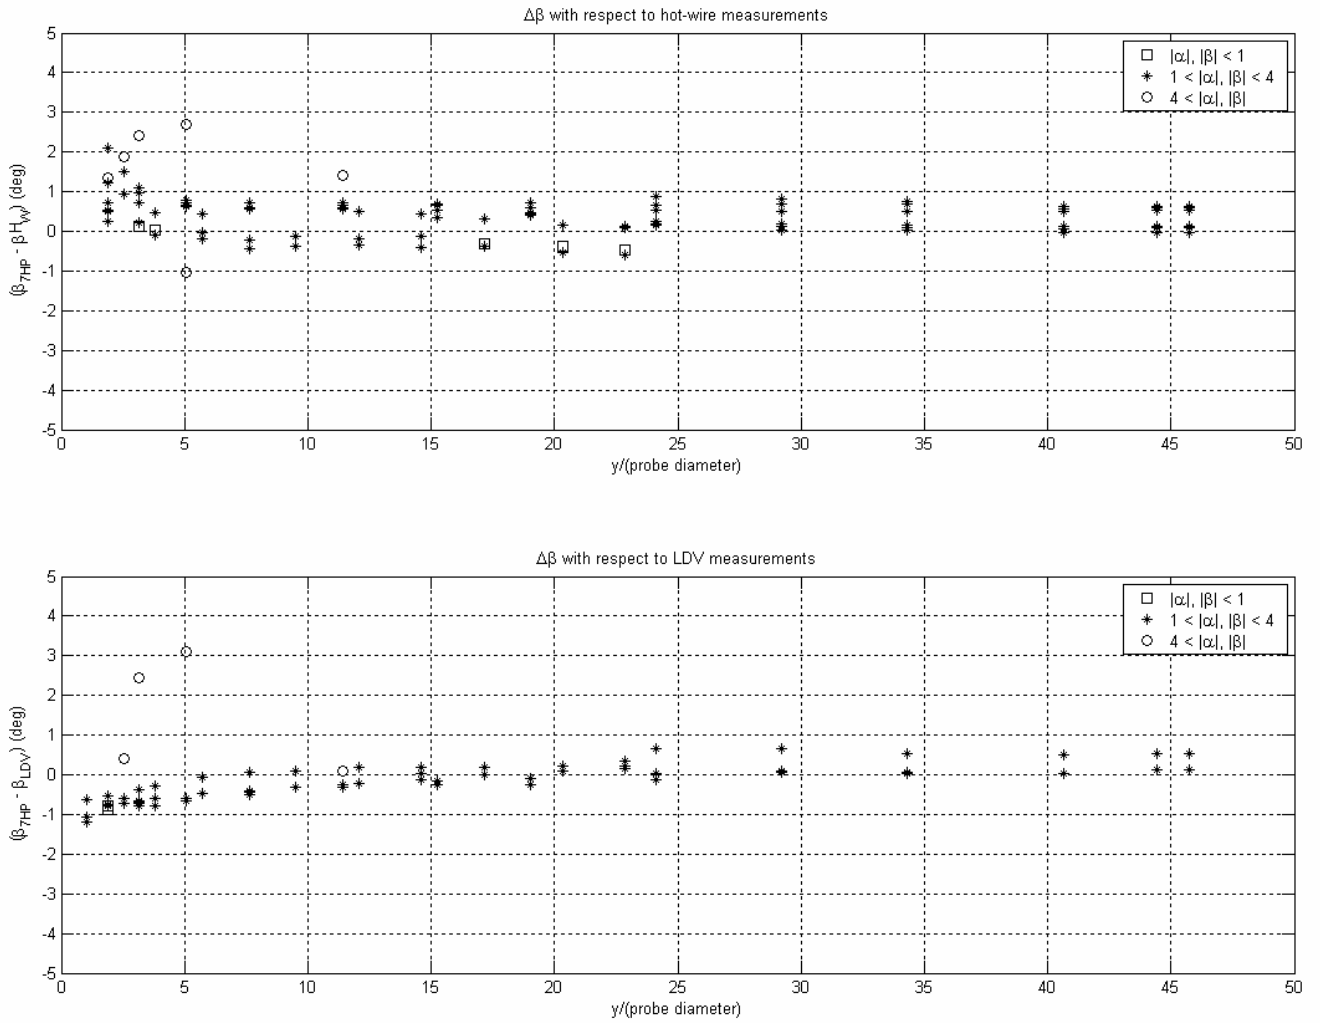 Δβ with respect to hot-wire measurements
5
4
3
2
1
0
-1
-2
-3
-4
-5
(β7HP - βHW) (deg)
|α|, |β| < 1
1 < |α|, |β| < 4
4 < |α|, |β|
0 5 10 15 20 25 30 35 40 45 50
y/(probe diameter)
Δβ with respect to LDV measurements
5
4
3
2
1
0
-1
-2
-3
-4
-5
(β7HP - βLDV) (deg)
|α|, |β| < 1
1 < |α|, |β| < 4
4 < |α|, |β|
0 5 10 15 20 25 30 35 40 45 50
y/(probe diameter)